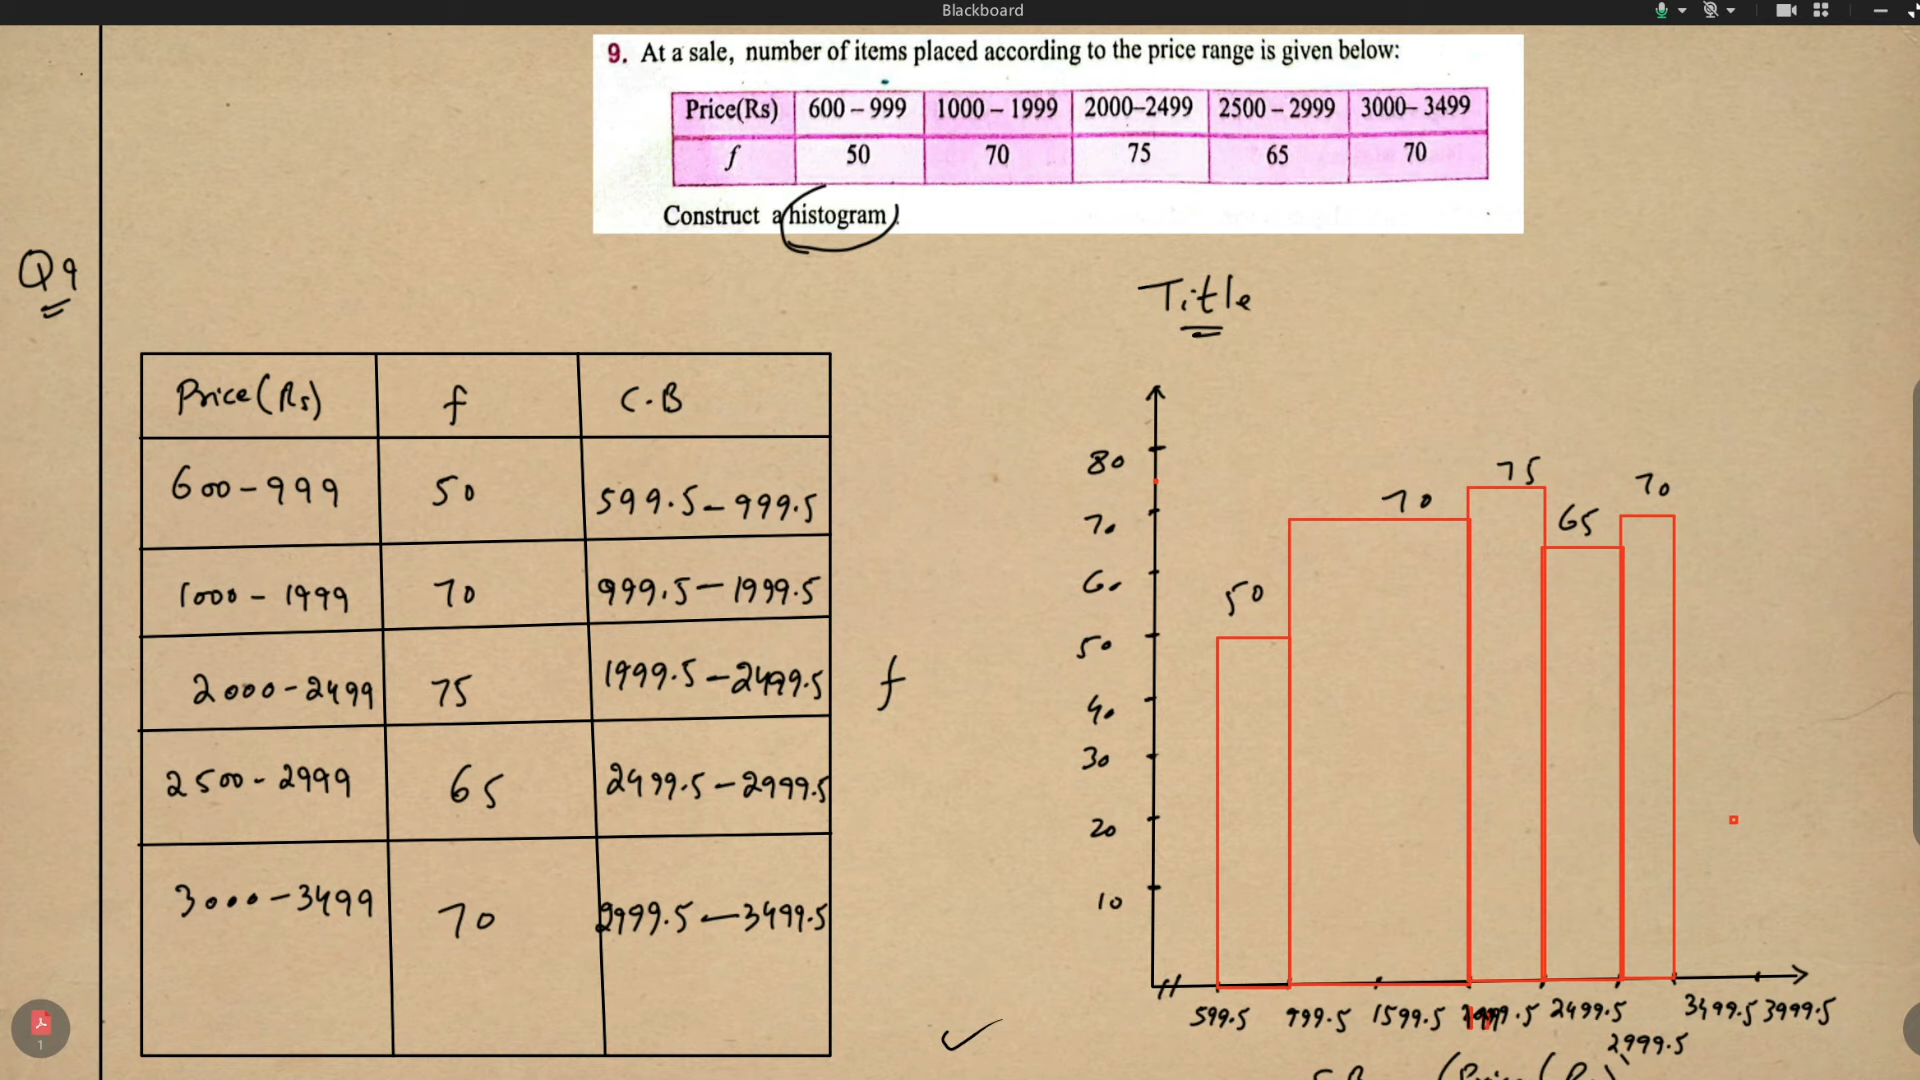 Blackboard
9. At a sale, number of items placed according to the price range is given below:
Price(Rs) 600 – 999 1000 – 1999 2000–2499 2500 – 2999 3000– 3499
f 50 70 75 65 70
Construct a histogram.
Q9
Title
Price(Rs) f C.B
600-999 50 599.5-999.5
1000 - 1999 70 999.5-1999.5
2000-2499 75 1999.5-2499.5
2500-2999 65 2499.5-2999.5
3000-3499 70 2999.5-3499.5
f
80
70
60
50
40
30
20
10
50
70
75
65
70
599.5 999.5 1599.5 1999.5 2499.5 3499.5 3999.5
2999.5
1